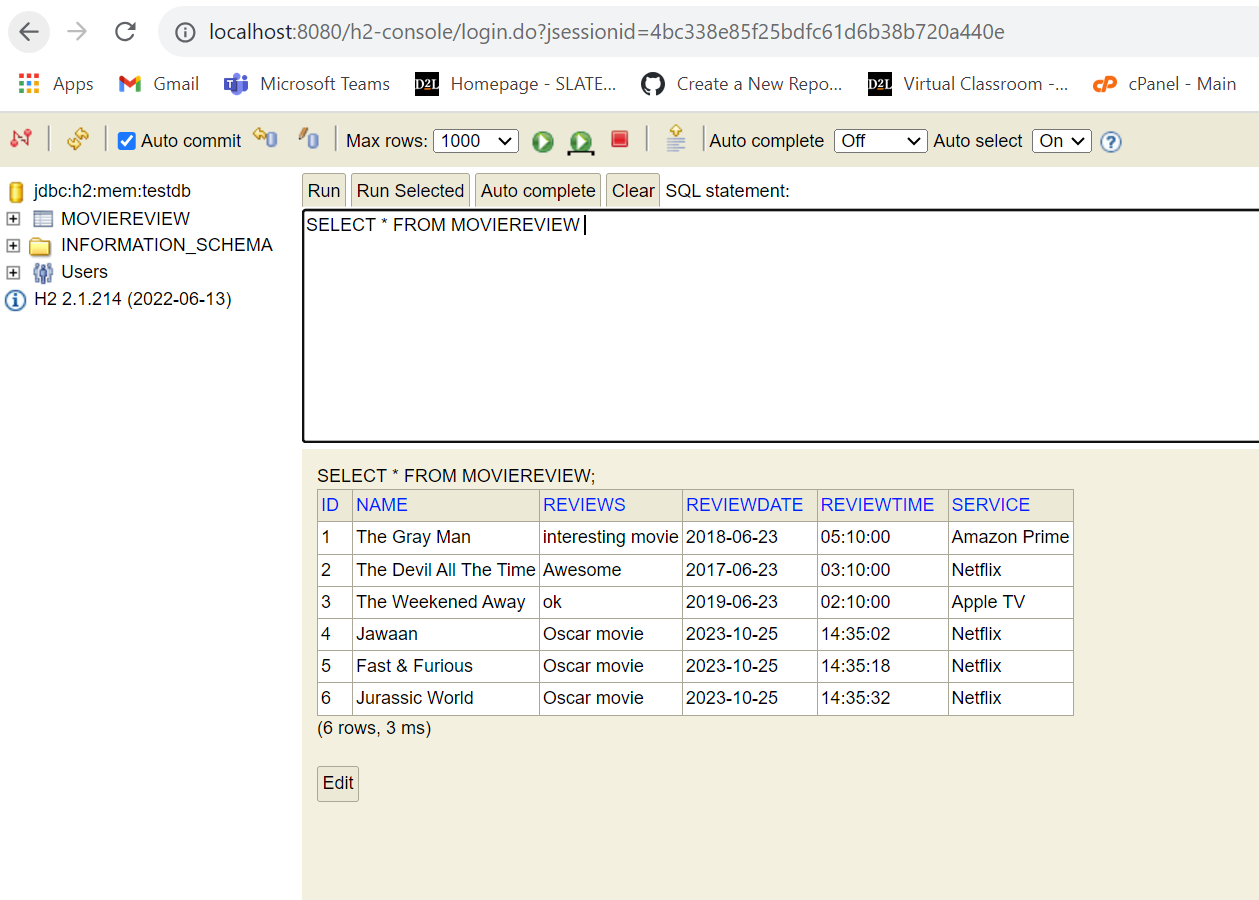 localhost:8080/h2-console/login.do?jsessionid=4bc338e85f25bdfc61d6b38b720a440e
Apps Gmail Microsoft Teams D2L Homepage - SLATE... Create a New Repo... D2L Virtual Classroom -... cP cPanel - Main
Auto commit Max rows: 1000 Auto complete Off Auto select On ?
jdbc:h2:mem:testdb
MOVIEREVIEW
INFORMATION_SCHEMA
Users
H2 2.1.214 (2022-06-13)
Run Run Selected Auto complete Clear SQL statement:
SELECT * FROM MOVIEREVIEW
SELECT * FROM MOVIEREVIEW;
ID NAME REVIEWS REVIEWDATE REVIEWTIME SERVICE
1 The Gray Man interesting movie 2018-06-23 05:10:00 Amazon Prime
2 The Devil All The Time Awesome 2017-06-23 03:10:00 Netflix
3 The Weekened Away ok 2019-06-23 02:10:00 Apple TV
4 Jawaan Oscar movie 2023-10-25 14:35:02 Netflix
5 Fast & Furious Oscar movie 2023-10-25 14:35:18 Netflix
6 Jurassic World Oscar movie 2023-10-25 14:35:32 Netflix
(6 rows, 3 ms)
Edit